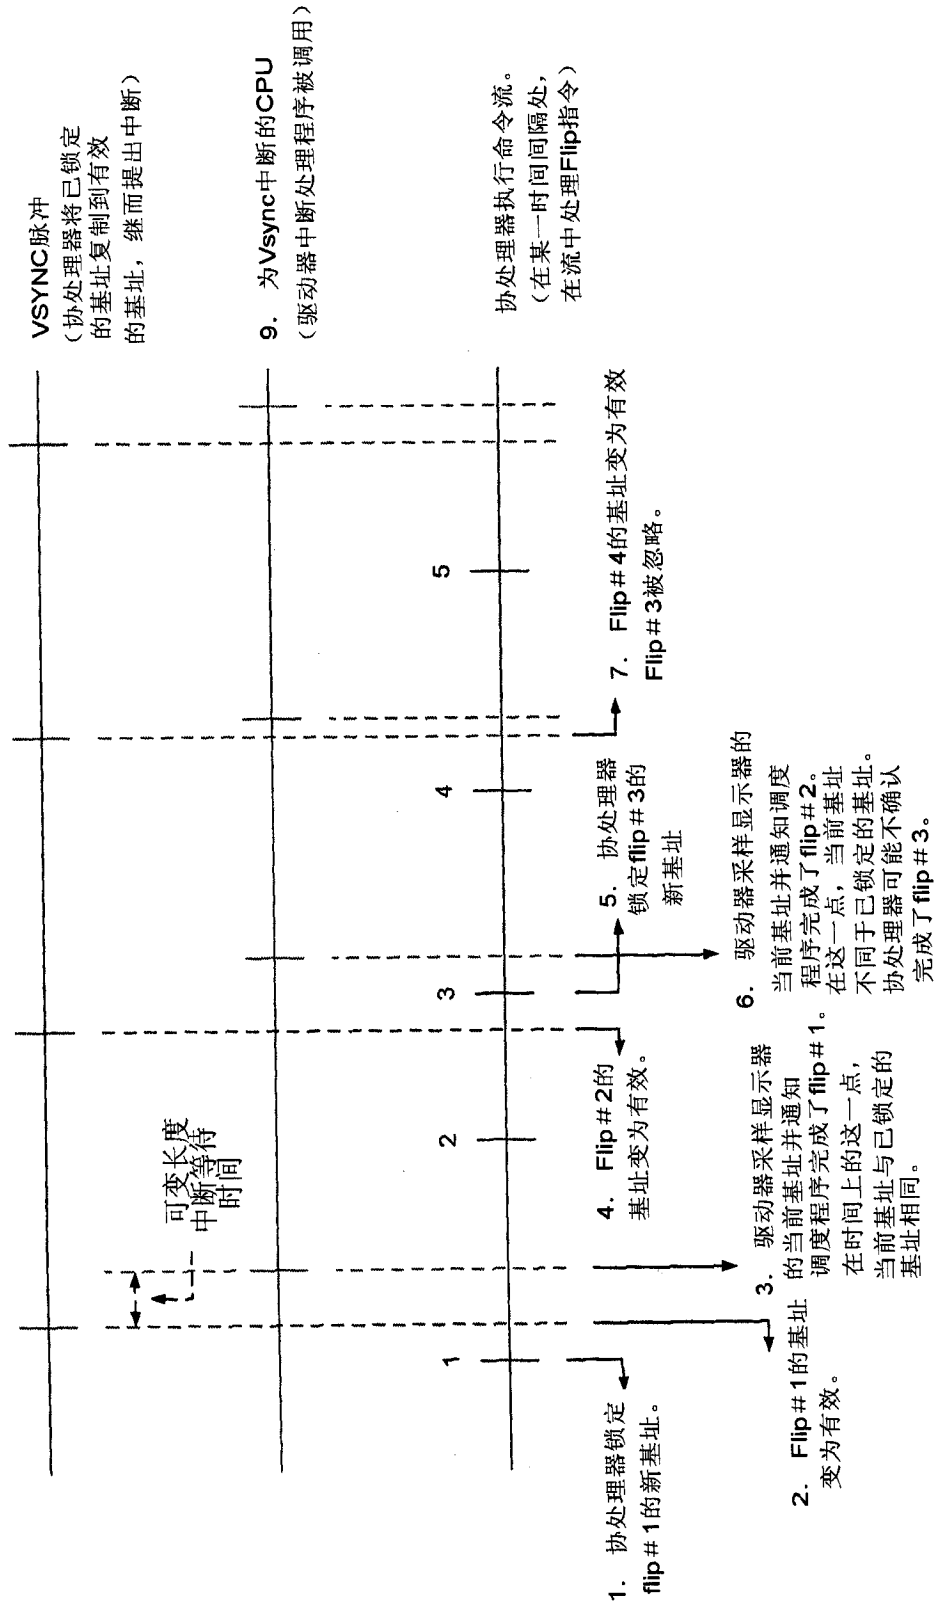 VSYNC脉冲
（协处理器将已锁定
的基址复制到有效
的基址，继而提出中断）
9. 为Vsync中断的CPU
（驱动器中断处理程序被调用）
协处理器执行命令流。
（在某一时间间隔处，
在流中处理Flip指令）
可变长度
中断等待
时间
1
2
3
4
5
1. 协处理器锁定
flip#1的新基址。
2. Flip#1的基址
变为有效。
3. 驱动器采样显示器
的当前基址并通知
调度程序完成了flip#1。
在时间上的这一点，
当前基址与已锁定的
基址相同。
4. Flip#2的
基址变为有效。
5. 协处理器
锁定flip#3的
新基址
6. 驱动器采样显示器的
当前基址并通知调度
程序完成了flip#2。
在这一点，当前基址
不同于已锁定的基址。
协处理器可能不确认
完成了flip#3。
7. Flip#4的基址变为有效
Flip#3被忽略。